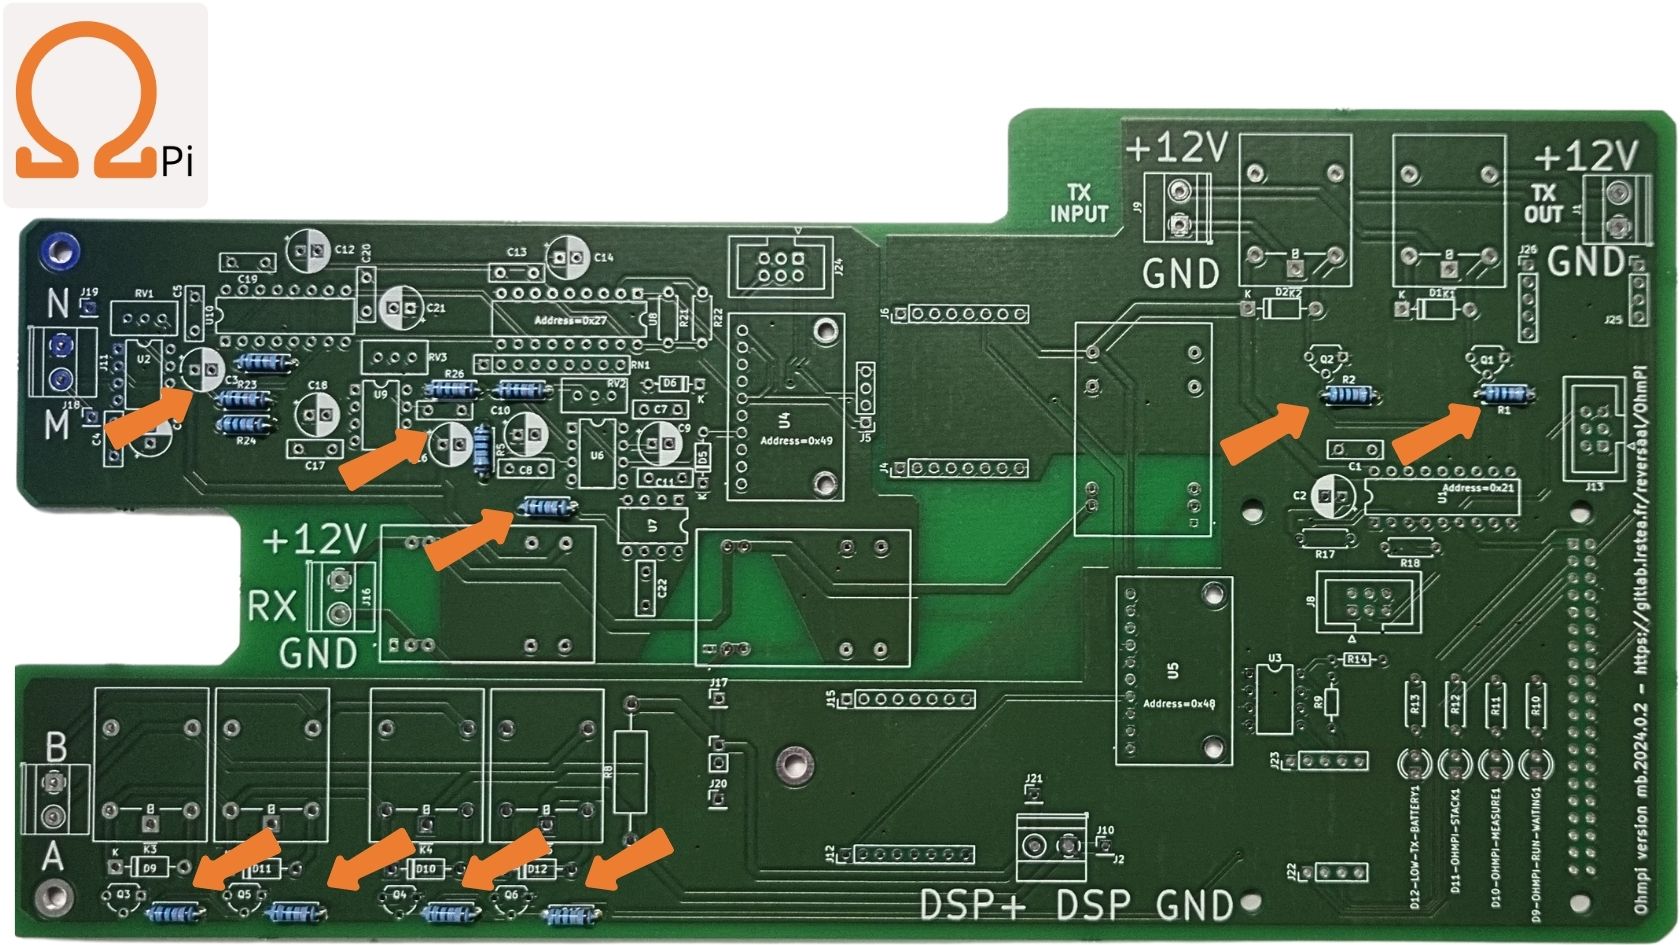 Ω Pi
+12V
+12V
TX
INPUT
J9
TX
OUT
J1
GND
GND
J26
J25
D2
K2
K
D1
K1
K
Q2
Q1
R2
R1
C1
C2
U1
Address=0x21
J13
R17
R18
J8
U3
R14
R9
R13
R12
R11
R10
J23
J22
D12-LOW-TX-BATTERY1
D11-OHMPI-STACK1
D10-OHMPI-MEASURE1
D9-OHMPI-RUN-WAITING1
Ohmpi version mb.2024.0.2 - https://gitlab.irstea.fr/reversaal/OhmPI
N
M
J19
J11
J18
RV1
C5
U10
C19
C12
C20
C21
C13
C14
U2
C3
C4
R23
R24
C18
C17
RV3
U9
R26
Address=0x27
U8
R21
R22
RN1
RV2
D6
K
C10
C7
C9
R5
C8
U6
C11
D5
K
U7
C22
J24
U4
Address=0x49
J5
J6
J4
+12V
RX
J16
GND
U5
Address=0x48
B
A
K3
K
D9
D11
K4
D10
D12
Q3
Q5
Q4
Q6
R8
J17
J20
J15
J12
J21
J10
J2
DSP+ DSP GND